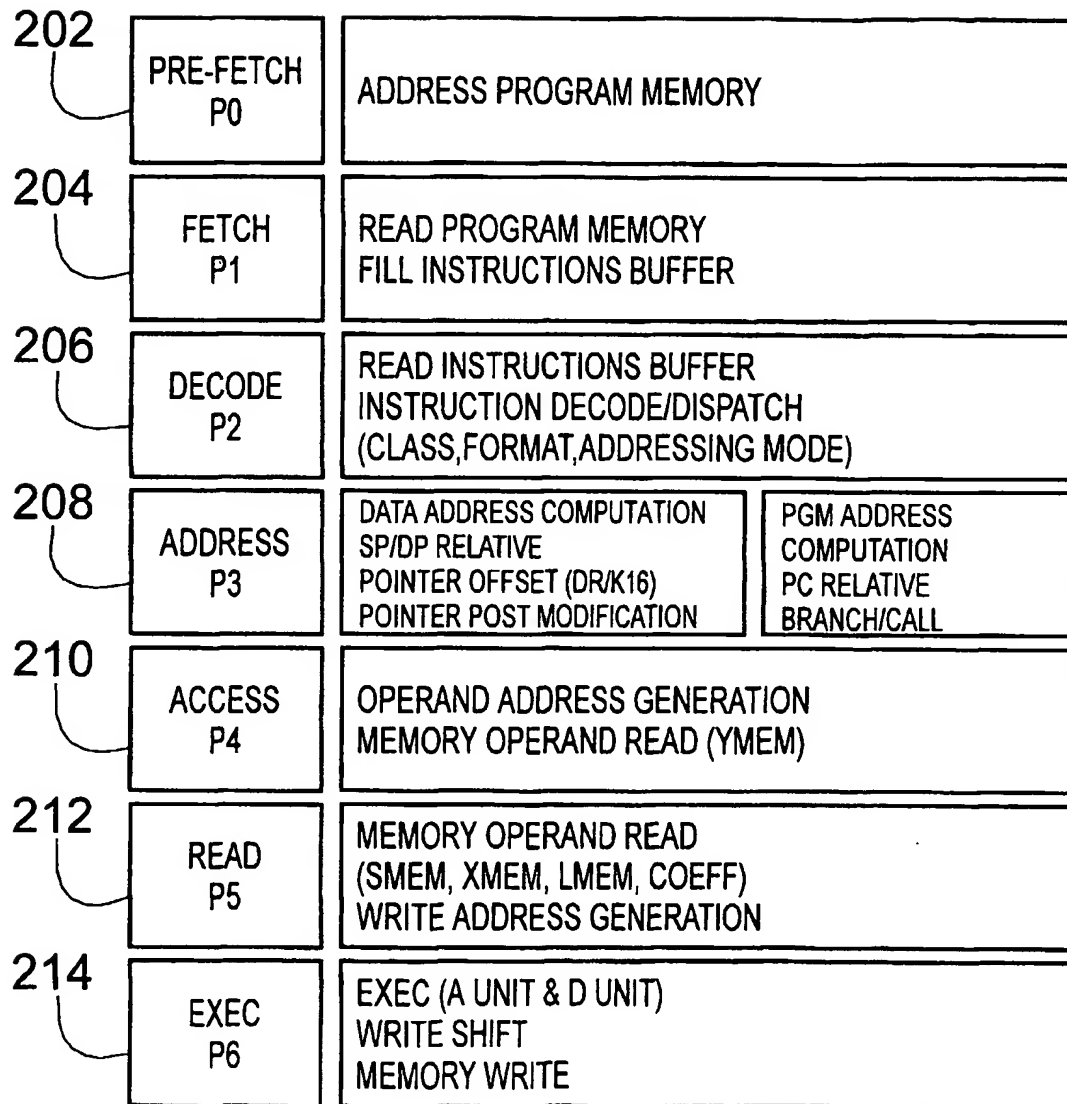 202
PRE-FETCH
P0
ADDRESS PROGRAM MEMORY
204
FETCH
P1
READ PROGRAM MEMORY
FILL INSTRUCTIONS BUFFER
206
DECODE
P2
READ INSTRUCTIONS BUFFER
INSTRUCTION DECODE/DISPATCH
(CLASS,FORMAT,ADDRESSING MODE)
208
ADDRESS
P3
DATA ADDRESS COMPUTATION
SP/DP RELATIVE
POINTER OFFSET (DR/K16)
POINTER POST MODIFICATION
PGM ADDRESS
COMPUTATION
PC RELATIVE
BRANCH/CALL
210
ACCESS
P4
OPERAND ADDRESS GENERATION
MEMORY OPERAND READ (YMEM)
212
READ
P5
MEMORY OPERAND READ
(SMEM, XMEM, LMEM, COEFF)
WRITE ADDRESS GENERATION
214
EXEC
P6
EXEC (A UNIT & D UNIT)
WRITE SHIFT
MEMORY WRITE